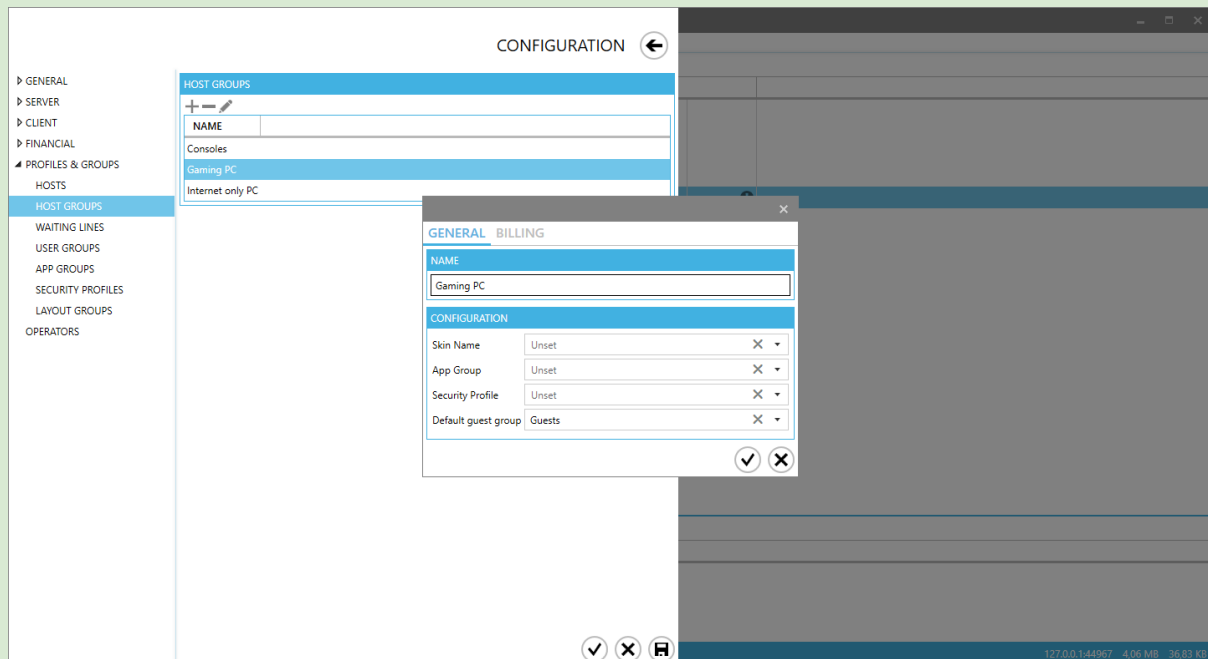 CONFIGURATION
GENERAL
SERVER
CLIENT
FINANCIAL
PROFILES & GROUPS
HOSTS
HOST GROUPS
WAITING LINES
USER GROUPS
APP GROUPS
SECURITY PROFILES
LAYOUT GROUPS
OPERATORS
HOST GROUPS
NAME
Consoles
Gaming PC
Internet only PC
GENERAL BILLING
NAME
Gaming PC
CONFIGURATION
Skin Name Unset
App Group Unset
Security Profile Unset
Default guest group Guests
127.0.0.1:44967 4,06 MB 36,83 KB